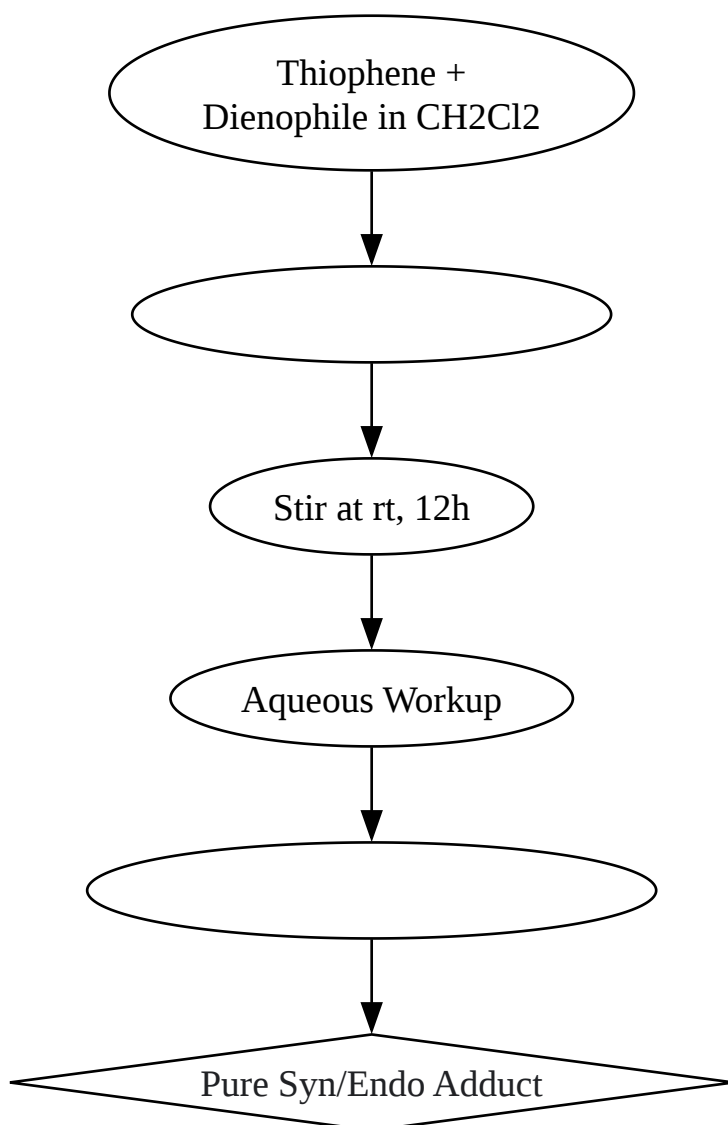 Thiophene +
Dienophile in CH2Cl2
Stir at rt, 12h
Aqueous Workup
Pure Syn/Endo Adduct